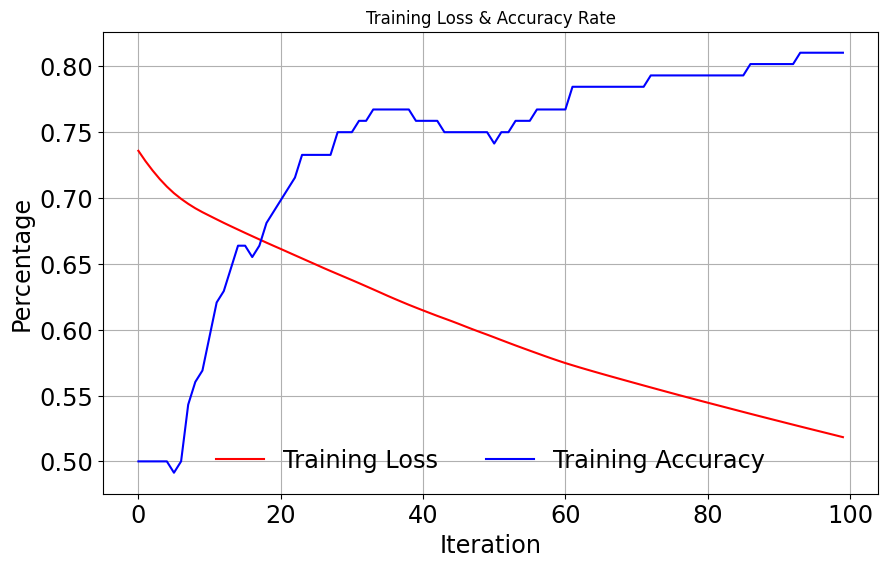 Training Loss & Accuracy Rate
Percentage
0.80
0.75
0.70
0.65
0.60
0.55
0.50
Training Loss
Training Accuracy
0 20 40 60 80 100
Iteration